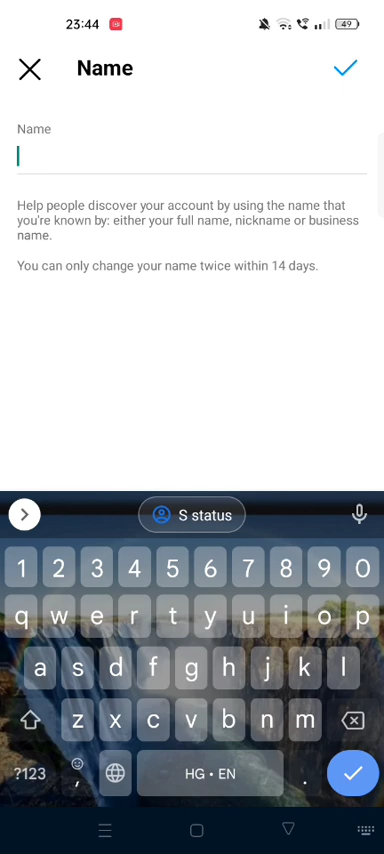 23:44 49
Name
Name
Help people discover your account by using the name that
you're known by: either your full name, nickname or business
name.
You can only change your name twice within 14 days.
S status
1 2 3 4 5 6 7 8 9 0
q w e r t y u i o p
a s d f g h j k l
z x c v b n m
?123 , HG • EN .